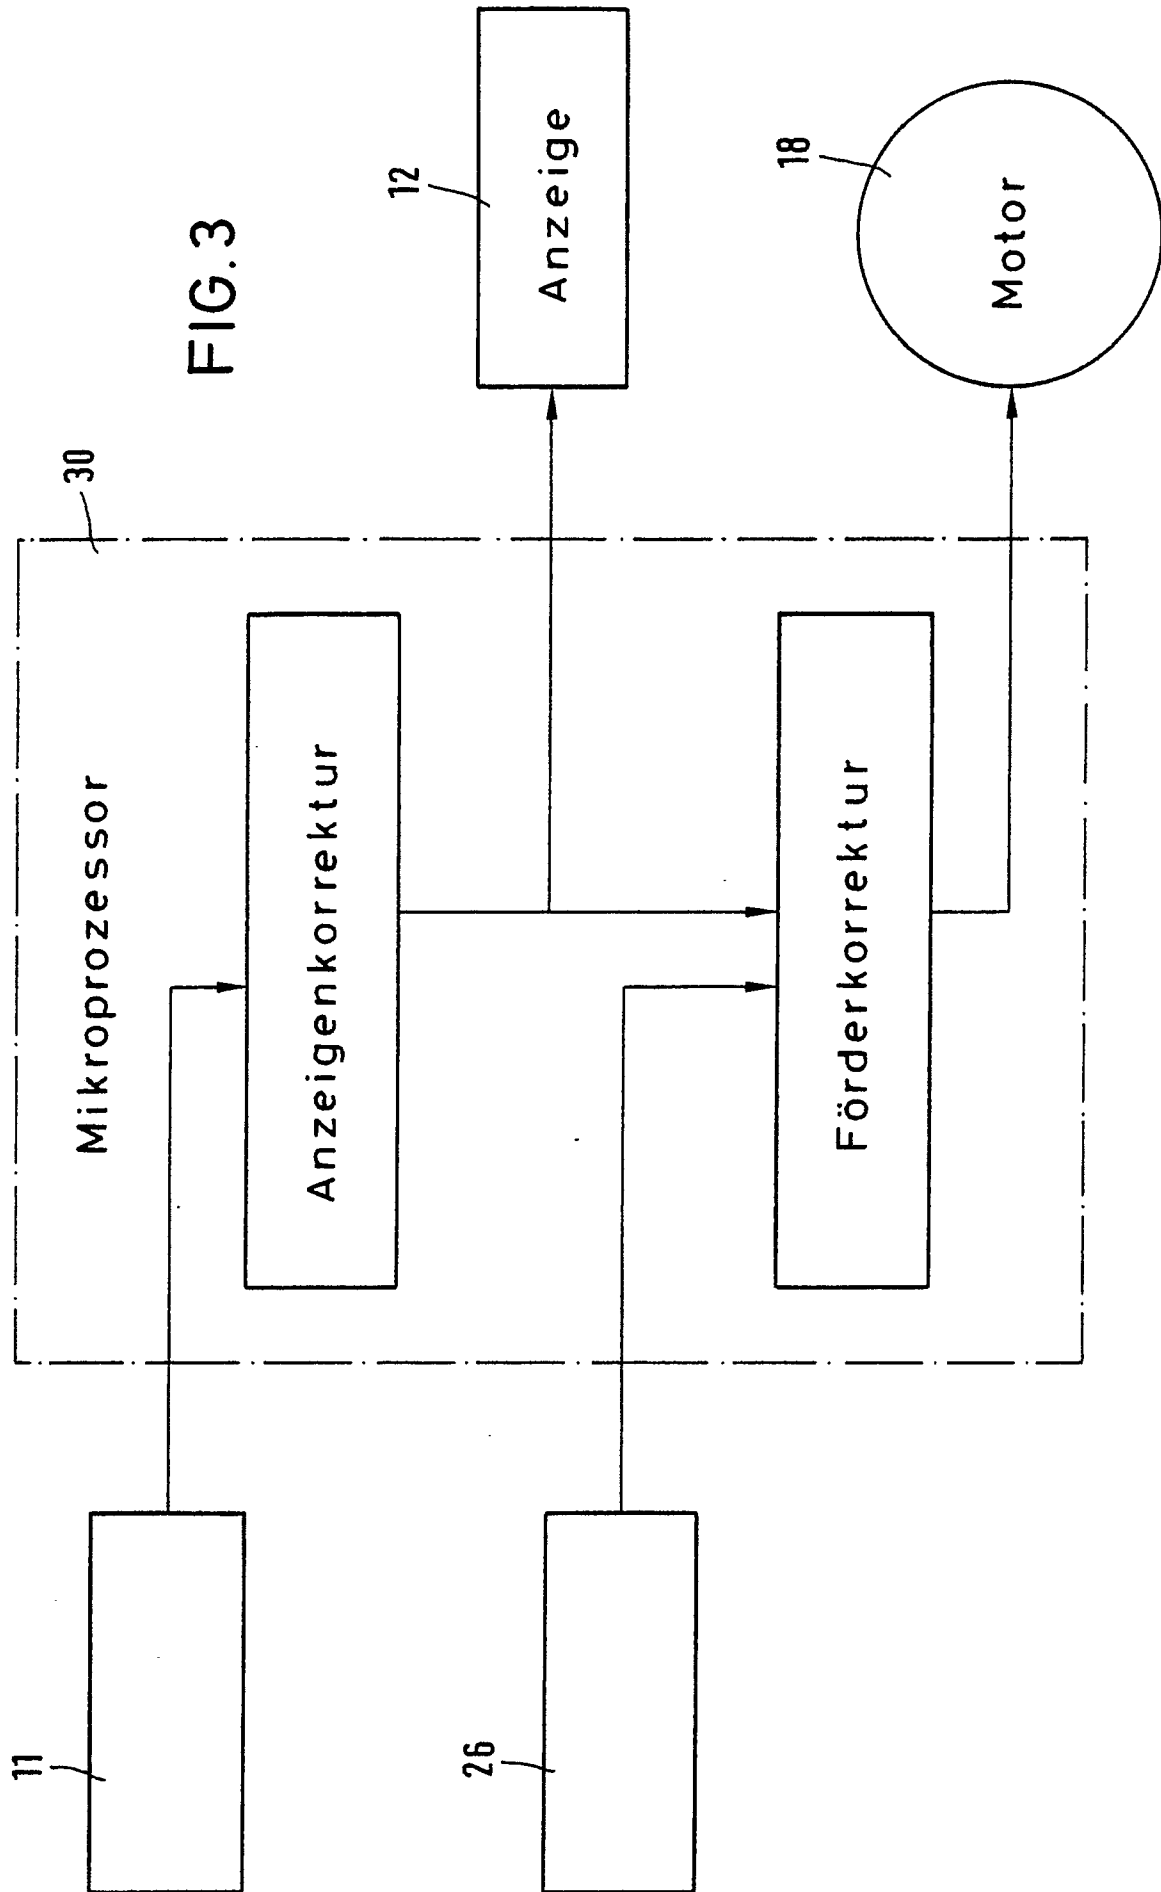 FIG. 3
30
Mikroprozessor
11
Anzeigenkorrektur
12
Anzeige
26
Förderkorrektur
18
Motor